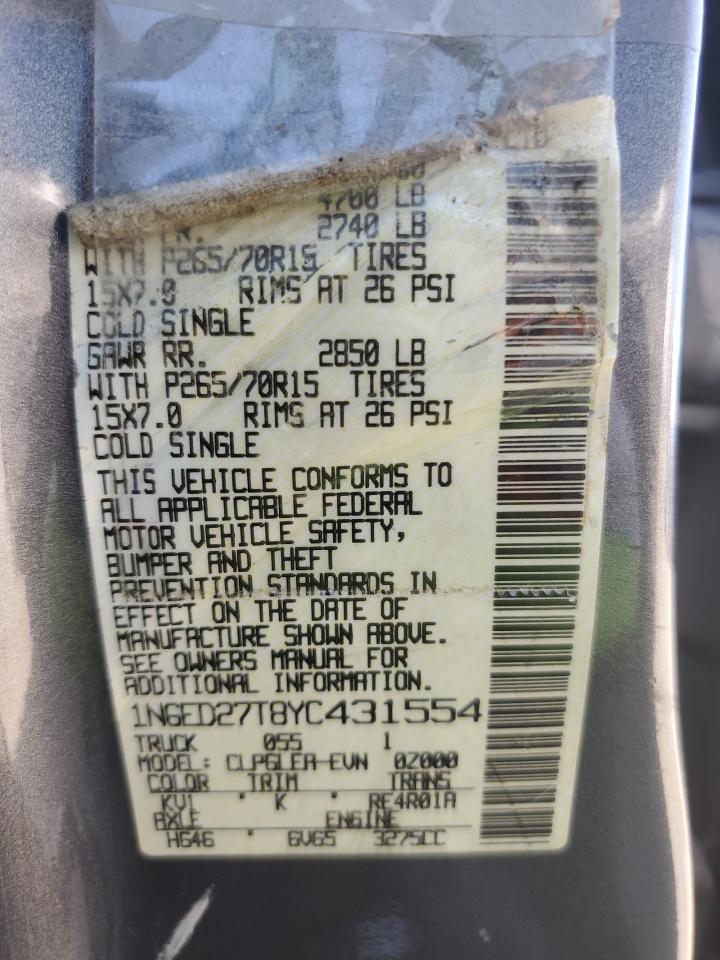 4700 LB
2740 LB
WITH P265/70R15 TIRES
15X7.0 RIMS AT 26 PSI
COLD SINGLE
GAWR RR. 2850 LB
WITH P265/70R15 TIRES
15X7.0 RIMS AT 26 PSI
COLD SINGLE
THIS VEHICLE CONFORMS TO
ALL APPLICABLE FEDERAL
MOTOR VEHICLE SAFETY,
BUMPER AND THEFT
PREVENTION STANDARDS IN
EFFECT ON THE DATE OF
MANUFACTURE SHOWN ABOVE.
SEE OWNERS MANUAL FOR
ADDITIONAL INFORMATION.
1N6ED27T8YC431554
TRUCK 055 1
MODEL: CLPGLEA-EVN 0Z000
COLOR TRIM TRANS
KV1 * K * RE4R01A
AXLE ENGINE
HG46 * 6V65 3275CC